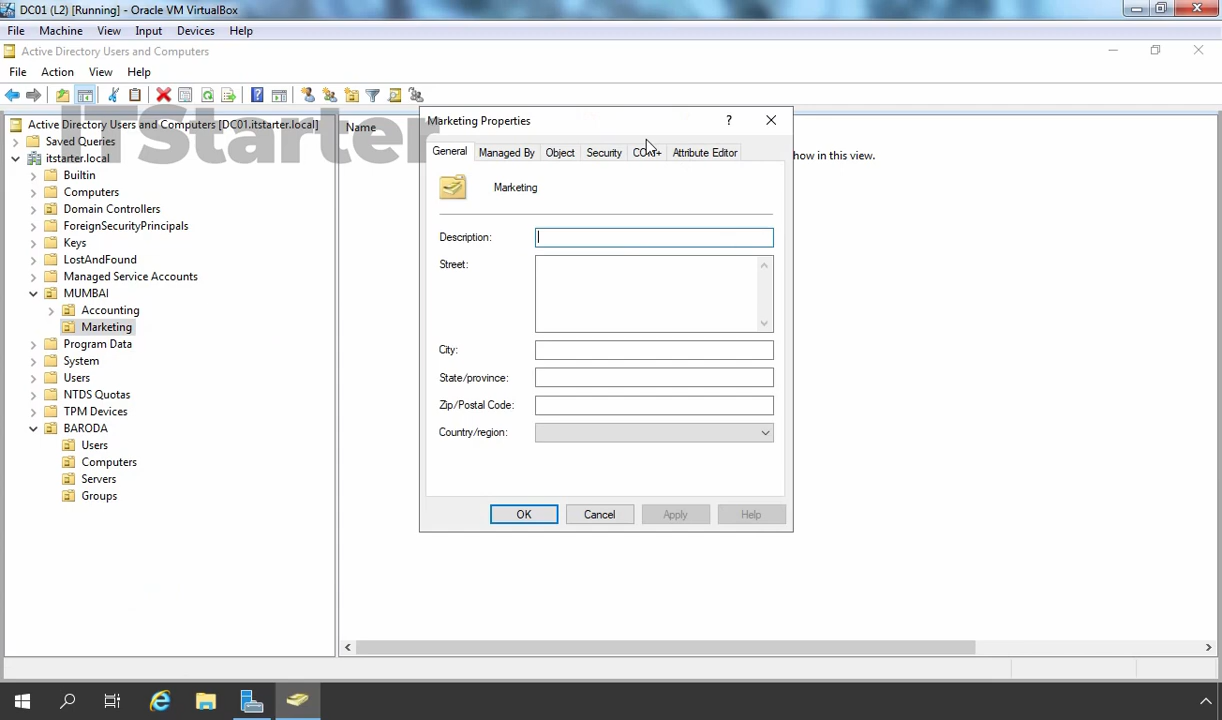 DC01 (L2) [Running] - Oracle VM VirtualBox
File Machine View Input Devices Help
Active Directory Users and Computers
File Action View Help
ITStarter
Active Directory Users and Computers [DC01.itstarter.local]
Saved Queries
itstarter.local
Builtin
Computers
Domain Controllers
ForeignSecurityPrincipals
Keys
LostAndFound
Managed Service Accounts
MUMBAI
Accounting
Marketing
Program Data
System
Users
NTDS Quotas
TPM Devices
BARODA
Users
Computers
Servers
Groups
Name
how in this view.
Marketing Properties
? 
General Managed By Object Security COM+ Attribute Editor
Marketing
Description:
Street:
City:
State/province:
Zip/Postal Code:
Country/region:
OK Cancel Apply Help